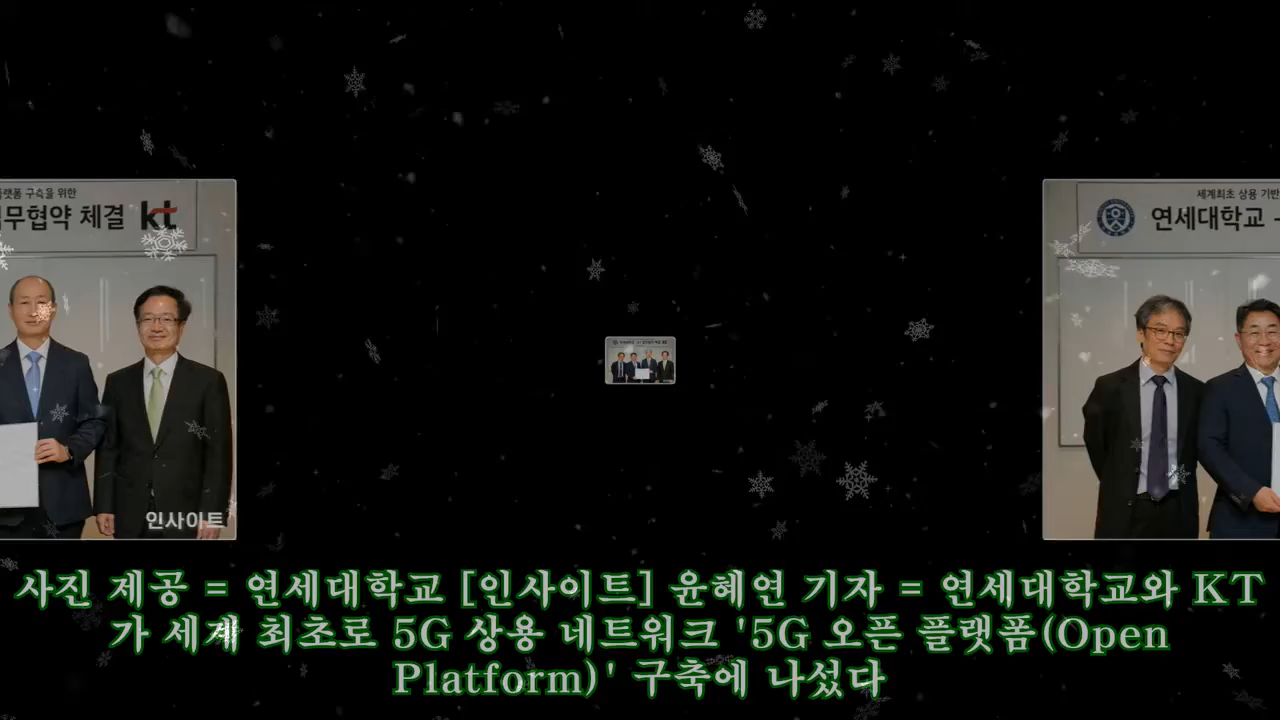 랫폼 구축을 위한
업무협약 체결 kt
인사이트
세계최초 상용 기반
연세대학교 -
사진 제공 = 연세대학교 [인사이트] 윤혜연 기자 = 연세대학교와 KT
가 세계 최초로 5G 상용 네트워크 '5G 오픈 플랫폼(Open
Platform)' 구축에 나섰다